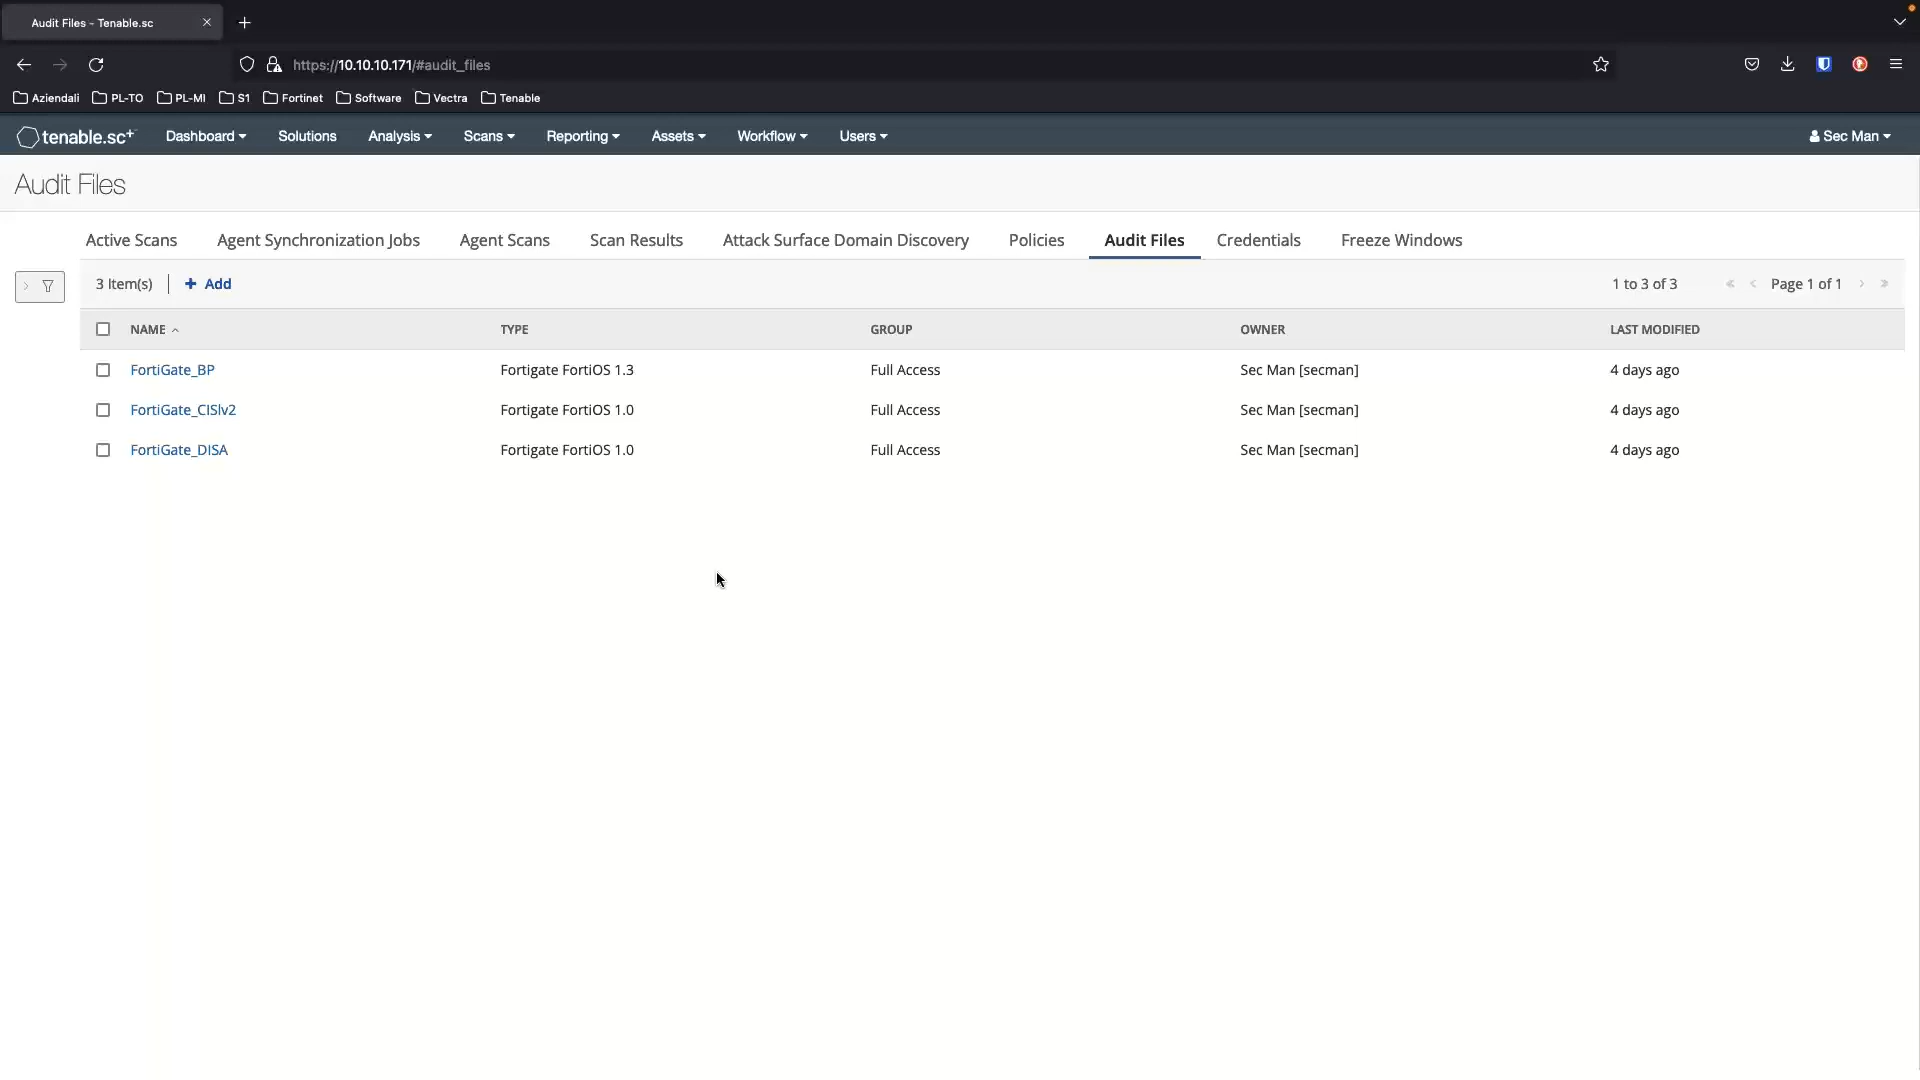 Audit Files - Tenable.sc
https://10.10.10.171/#audit_files
Aziendali PL-TO PL-MI S1 Fortinet Software Vectra Tenable
tenable.sc+ Dashboard Solutions Analysis Scans Reporting Assets Workflow Users Sec Man
Audit Files
Active Scans Agent Synchronization Jobs Agent Scans Scan Results Attack Surface Domain Discovery Policies Audit Files Credentials Freeze Windows
3 Item(s) + Add 1 to 3 of 3 « < Page 1 of 1 > »
NAME TYPE GROUP OWNER LAST MODIFIED
FortiGate_BP Fortigate FortiOS 1.3 Full Access Sec Man [secman] 4 days ago
FortiGate_CISlv2 Fortigate FortiOS 1.0 Full Access Sec Man [secman] 4 days ago
FortiGate_DISA Fortigate FortiOS 1.0 Full Access Sec Man [secman] 4 days ago